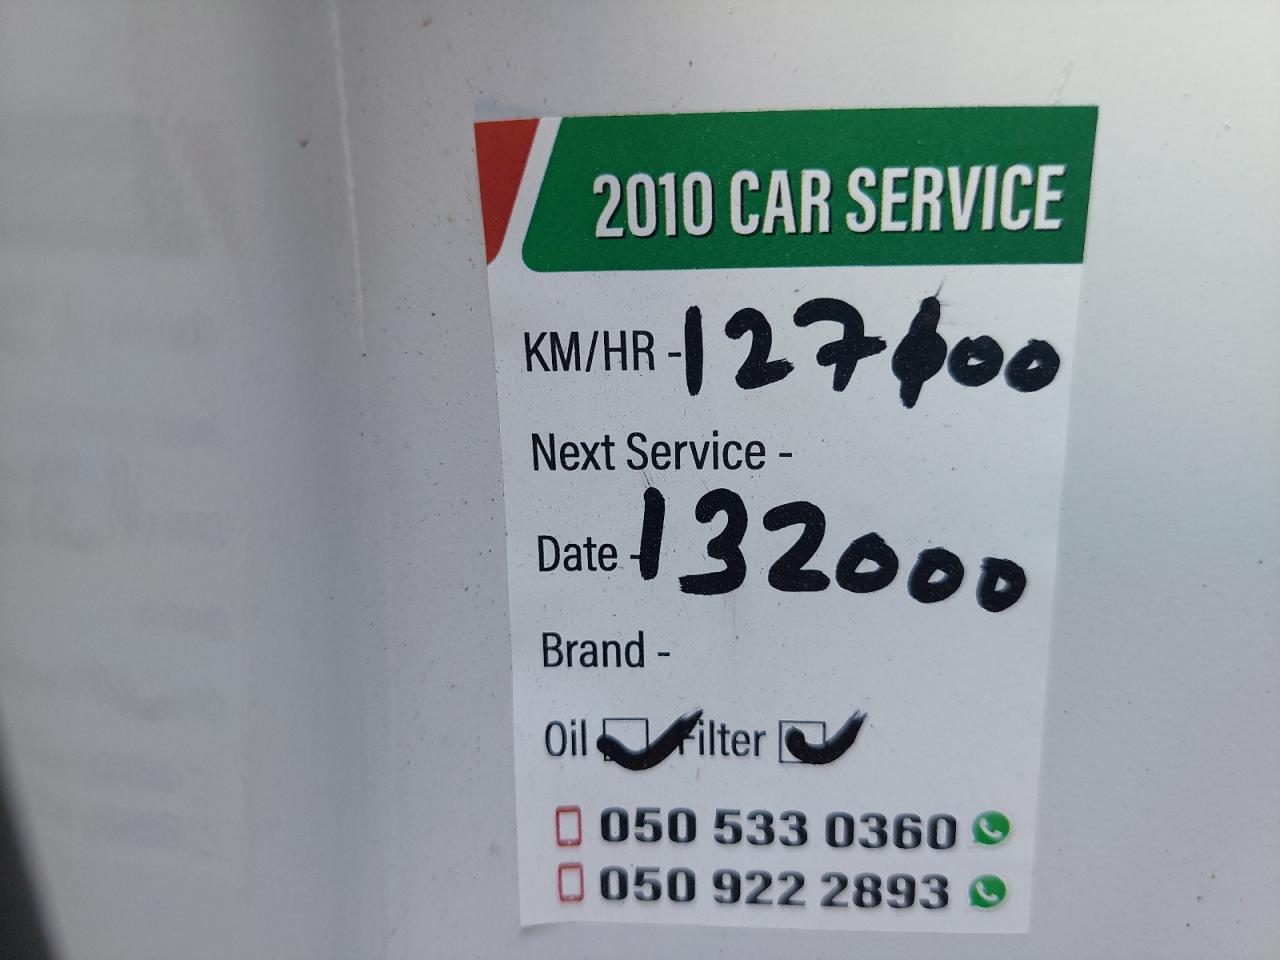 2010 CAR SERVICE
KM/HR - 127000
Next Service -
Date - 132000
Brand -
Oil Filter
050 533 0360
050 922 2893